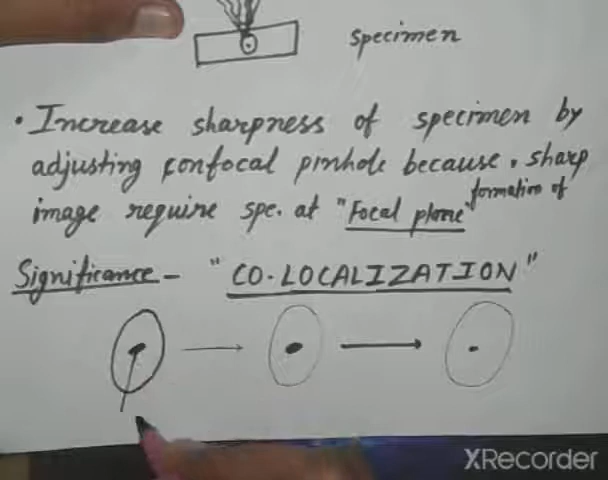 specimen
• Increase sharpness of specimen by
adjusting confocal pinhole because. sharp
formation of
image require spe. at "Focal plane"
Significance - "CO-LOCALIZATION"
XRecorder